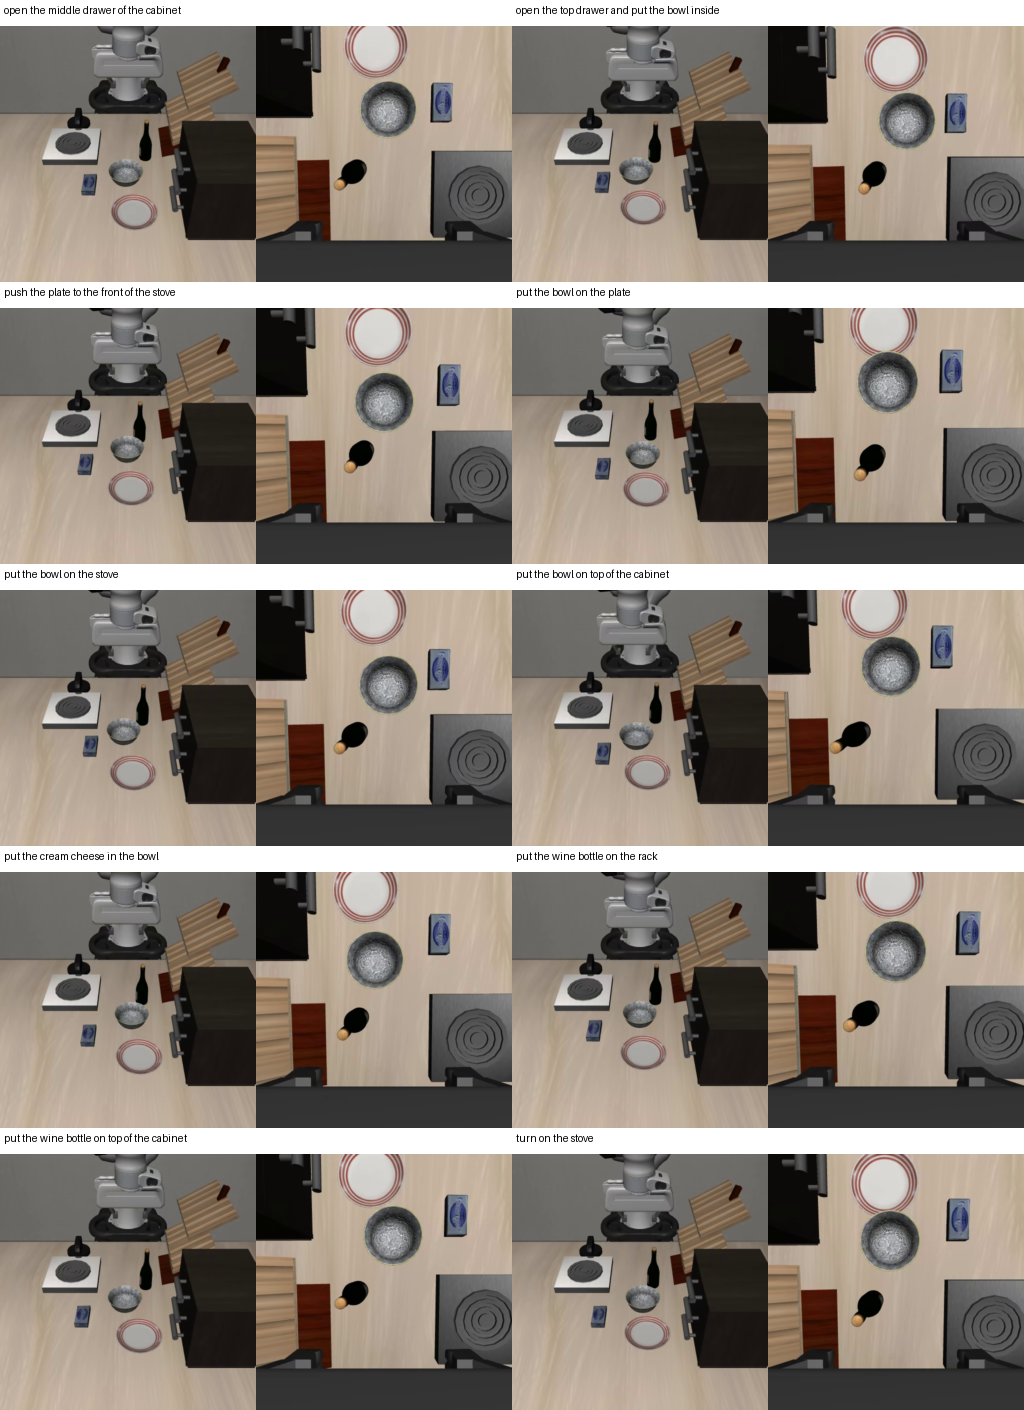 open the middle drawer of the cabinet
open the top drawer and put the bowl inside
push the plate to the front of the stove
put the bowl on the plate
put the bowl on the stove
put the bowl on top of the cabinet
put the cream cheese in the bowl
put the wine bottle on the rack
put the wine bottle on top of the cabinet
turn on the stove